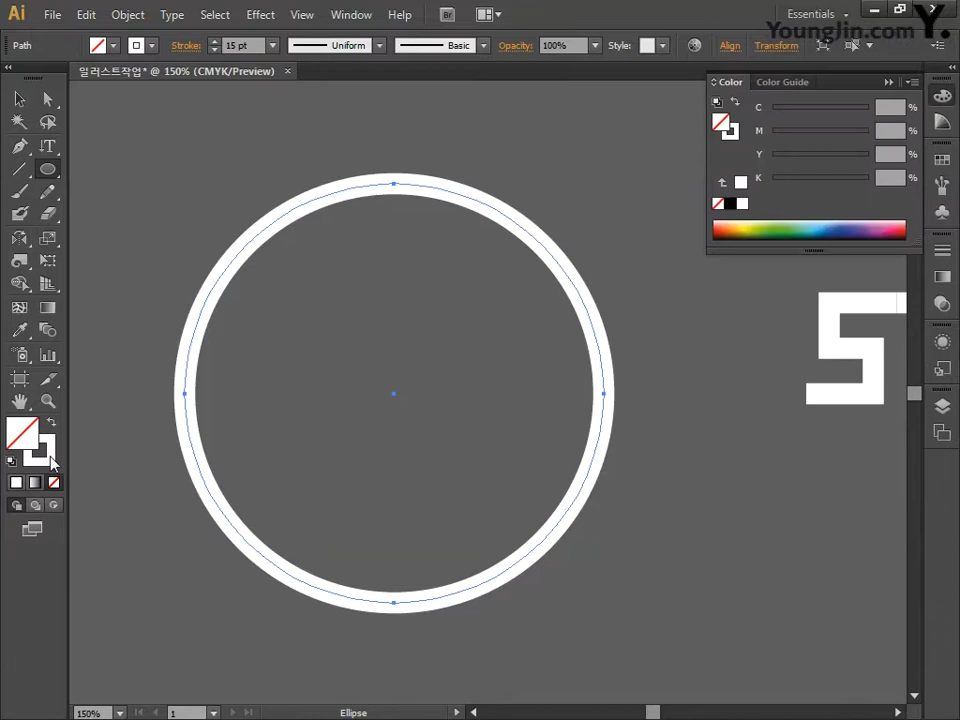 Ai File Edit Object Type Select Effect View Window Help Br Essentials
YoungJin.com Y.
Path Stroke: 15 pt Uniform Basic Opacity: 100% Style: Align Transform
일러스트작업* @ 150% (CMYK/Preview) ×
Color Color Guide
C %
M %
Y %
K %
T
S
150% 1 Ellipse